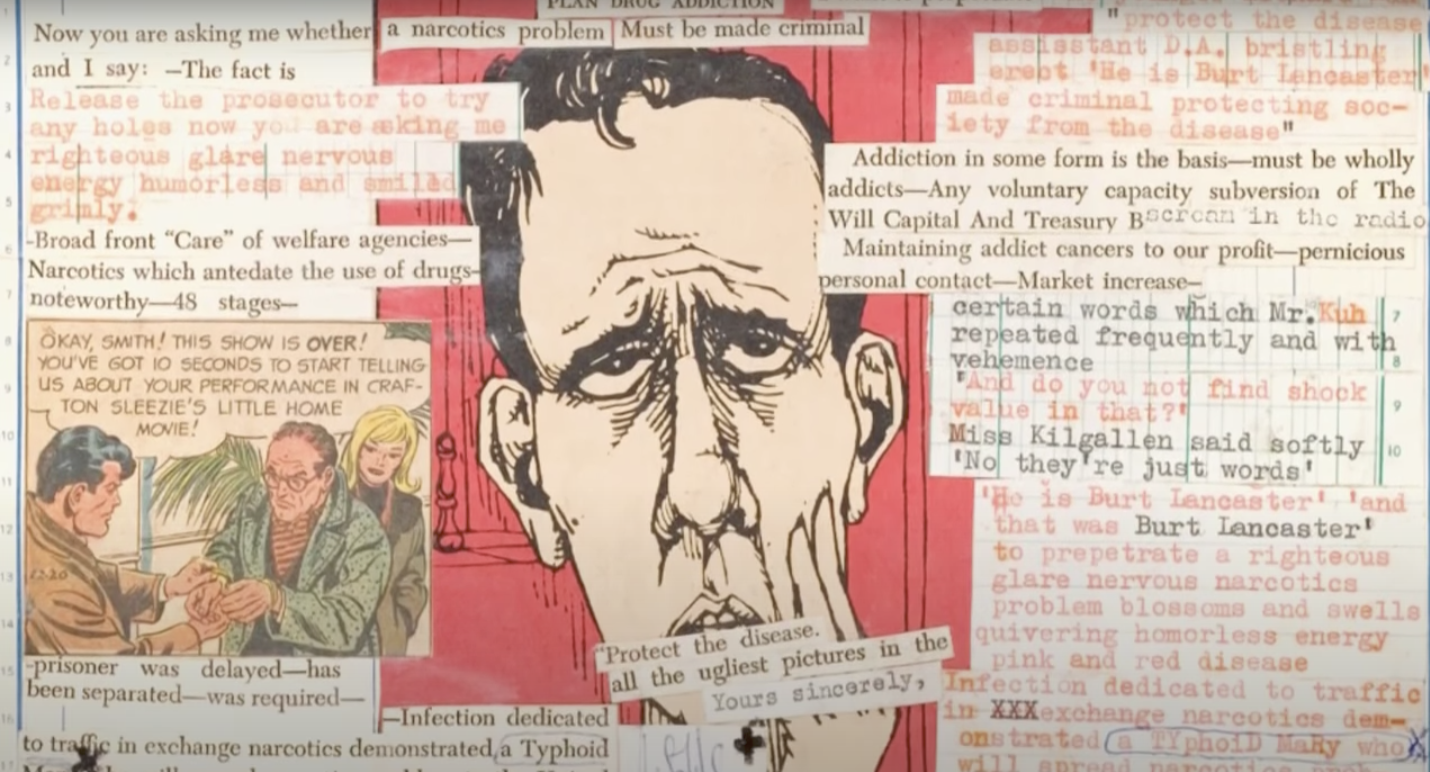 PLAN DRUG ADDICTION
Now you are asking me whether a narcotics problem Must be made criminal
and I say: —The fact is
Release the prosecutor to try
any holes now you are asking me
righteous glare nervous
energy humorless and smiled
grimly.
-Broad front “Care” of welfare agencies—
Narcotics which antedate the use of drugs-
noteworthy—48 stages—
OKAY, SMITH! THIS SHOW IS OVER!
YOU'VE GOT 10 SECONDS TO START TELLING
US ABOUT YOUR PERFORMANCE IN CRAF-
TON SLEEZIE'S LITTLE HOME
MOVIE!
12-20
-prisoner was delayed—has
been separated—was required—
—Infection dedicated
to traffic in exchange narcotics demonstrated, a Typhoid
"Protect the disease.
all the ugliest pictures in the
Yours sincerely,
"protect the disease
assistant D.A. bristling
erect 'He is Burt Lancaster'
made criminal protecting soc-
iety from the disease"
Addiction in some form is the basis—must be wholly
addicts—Any voluntary capacity subversion of The
Will Capital And Treasury Bscream in the radio
Maintaining addict cancers to our profit—pernicious
personal contact—Market increase—
certain words which Mr.Kuh
repeated frequently and with
vehemence
'And do you not find shock
value in that?'
Miss Kilgallen said softly
'No they're just words'
'He is Burt Lancaster' 'and
that was Burt Lancaster'
to prepetrate a righteous
glare nervous narcotics
problem blossoms and swells
quivering homorless energy
pink and red disease
Infection dedicated to traffic
in XXXexchange narcotics dem-
onstrated a TYphoiD MaRy who
will spread narcotics